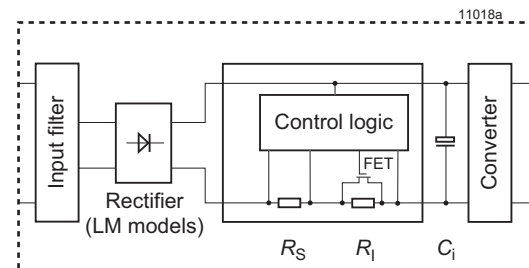 11018a
Input filter
Rectifier
(LM models)
Control logic
FET
Converter
RS
RI
Ci